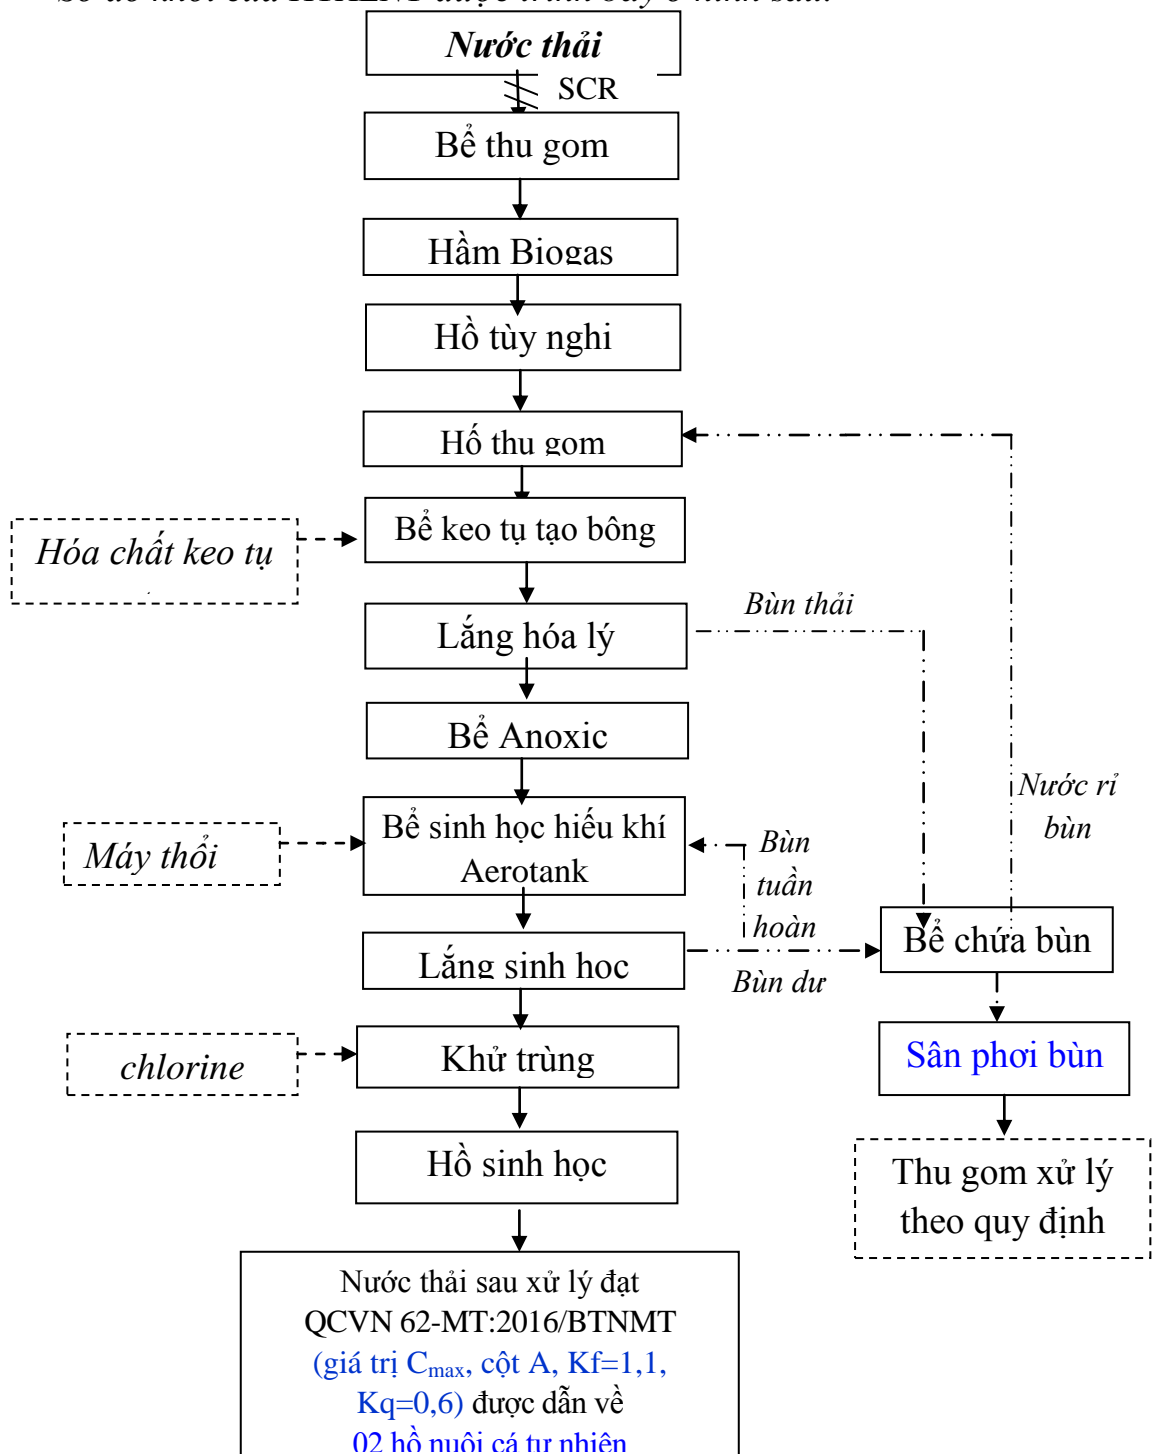 Nước thải
SCR
Bể thu gom
Hầm Biogas
Hồ tùy nghi
Hố thu gom
Bể keo tụ tạo bông
Hóa chất keo tụ
Lắng hóa lý
Bùn thải
Bể Anoxic
Nước rỉ
bùn
Bể sinh học hiếu khí
Aerotank
Máy thổi
Bùn
tuần
hoàn
Lắng sinh học
Bùn dư
Bể chứa bùn
Khử trùng
chlorine
Sân phơi bùn
Hồ sinh học
Thu gom xử lý
theo quy định
Nước thải sau xử lý đạt
QCVN 62-MT:2016/BTNMT
(giá trị Cmax, cột A, Kf=1,1,
Kq=0,6) được dẫn về
02 hồ nuôi cá tự nhiên